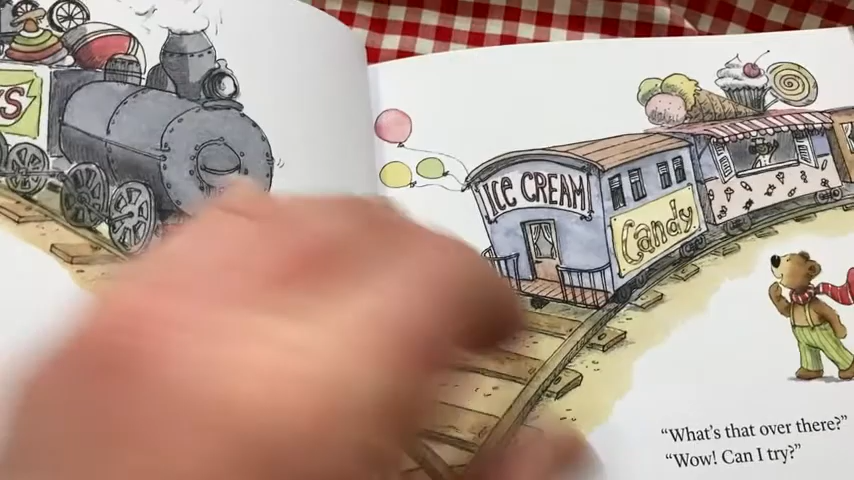 ICE CREAM
Candy
“What’s that over there?”
“Wow! Can I try?”